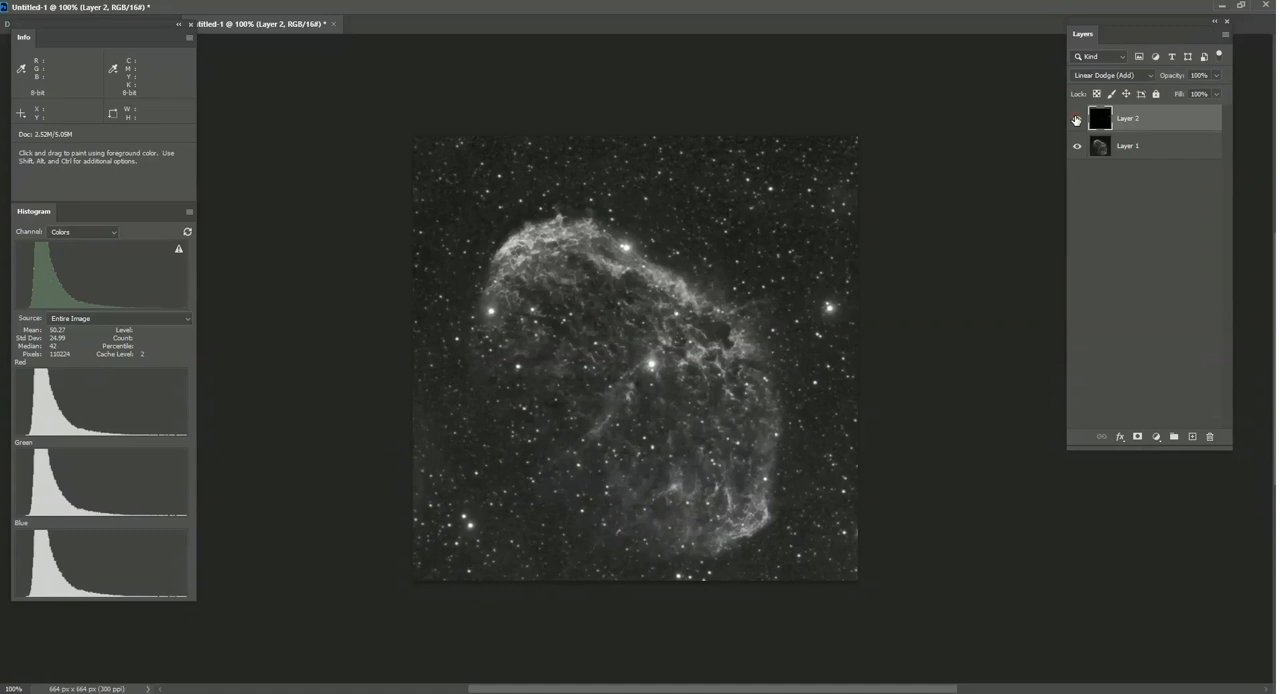 Ps Untitled-1 @ 100% (Layer 2, RGB/16#) *
ntitled-1 @ 100% (Layer 2, RGB/16#) * ×
Info
R :
G :
B :
8-bit
C :
M :
Y :
K :
8-bit
X :
Y :
W :
H :
Doc: 2.52M/5.05M
Click and drag to paint using foreground color. Use
Shift, Alt, and Ctrl for additional options.
Histogram
Channel: Colors
Source: Entire Image
Mean: 50.27 Level:
Std Dev: 24.99 Count:
Median: 42 Percentile:
Pixels: 110224 Cache Level: 2
Red
Green
Blue
Layers
Kind
Linear Dodge (Add) Opacity: 100%
Lock: Fill: 100%
Layer 2
Layer 1
fx
100% 664 px x 664 px (300 ppi)